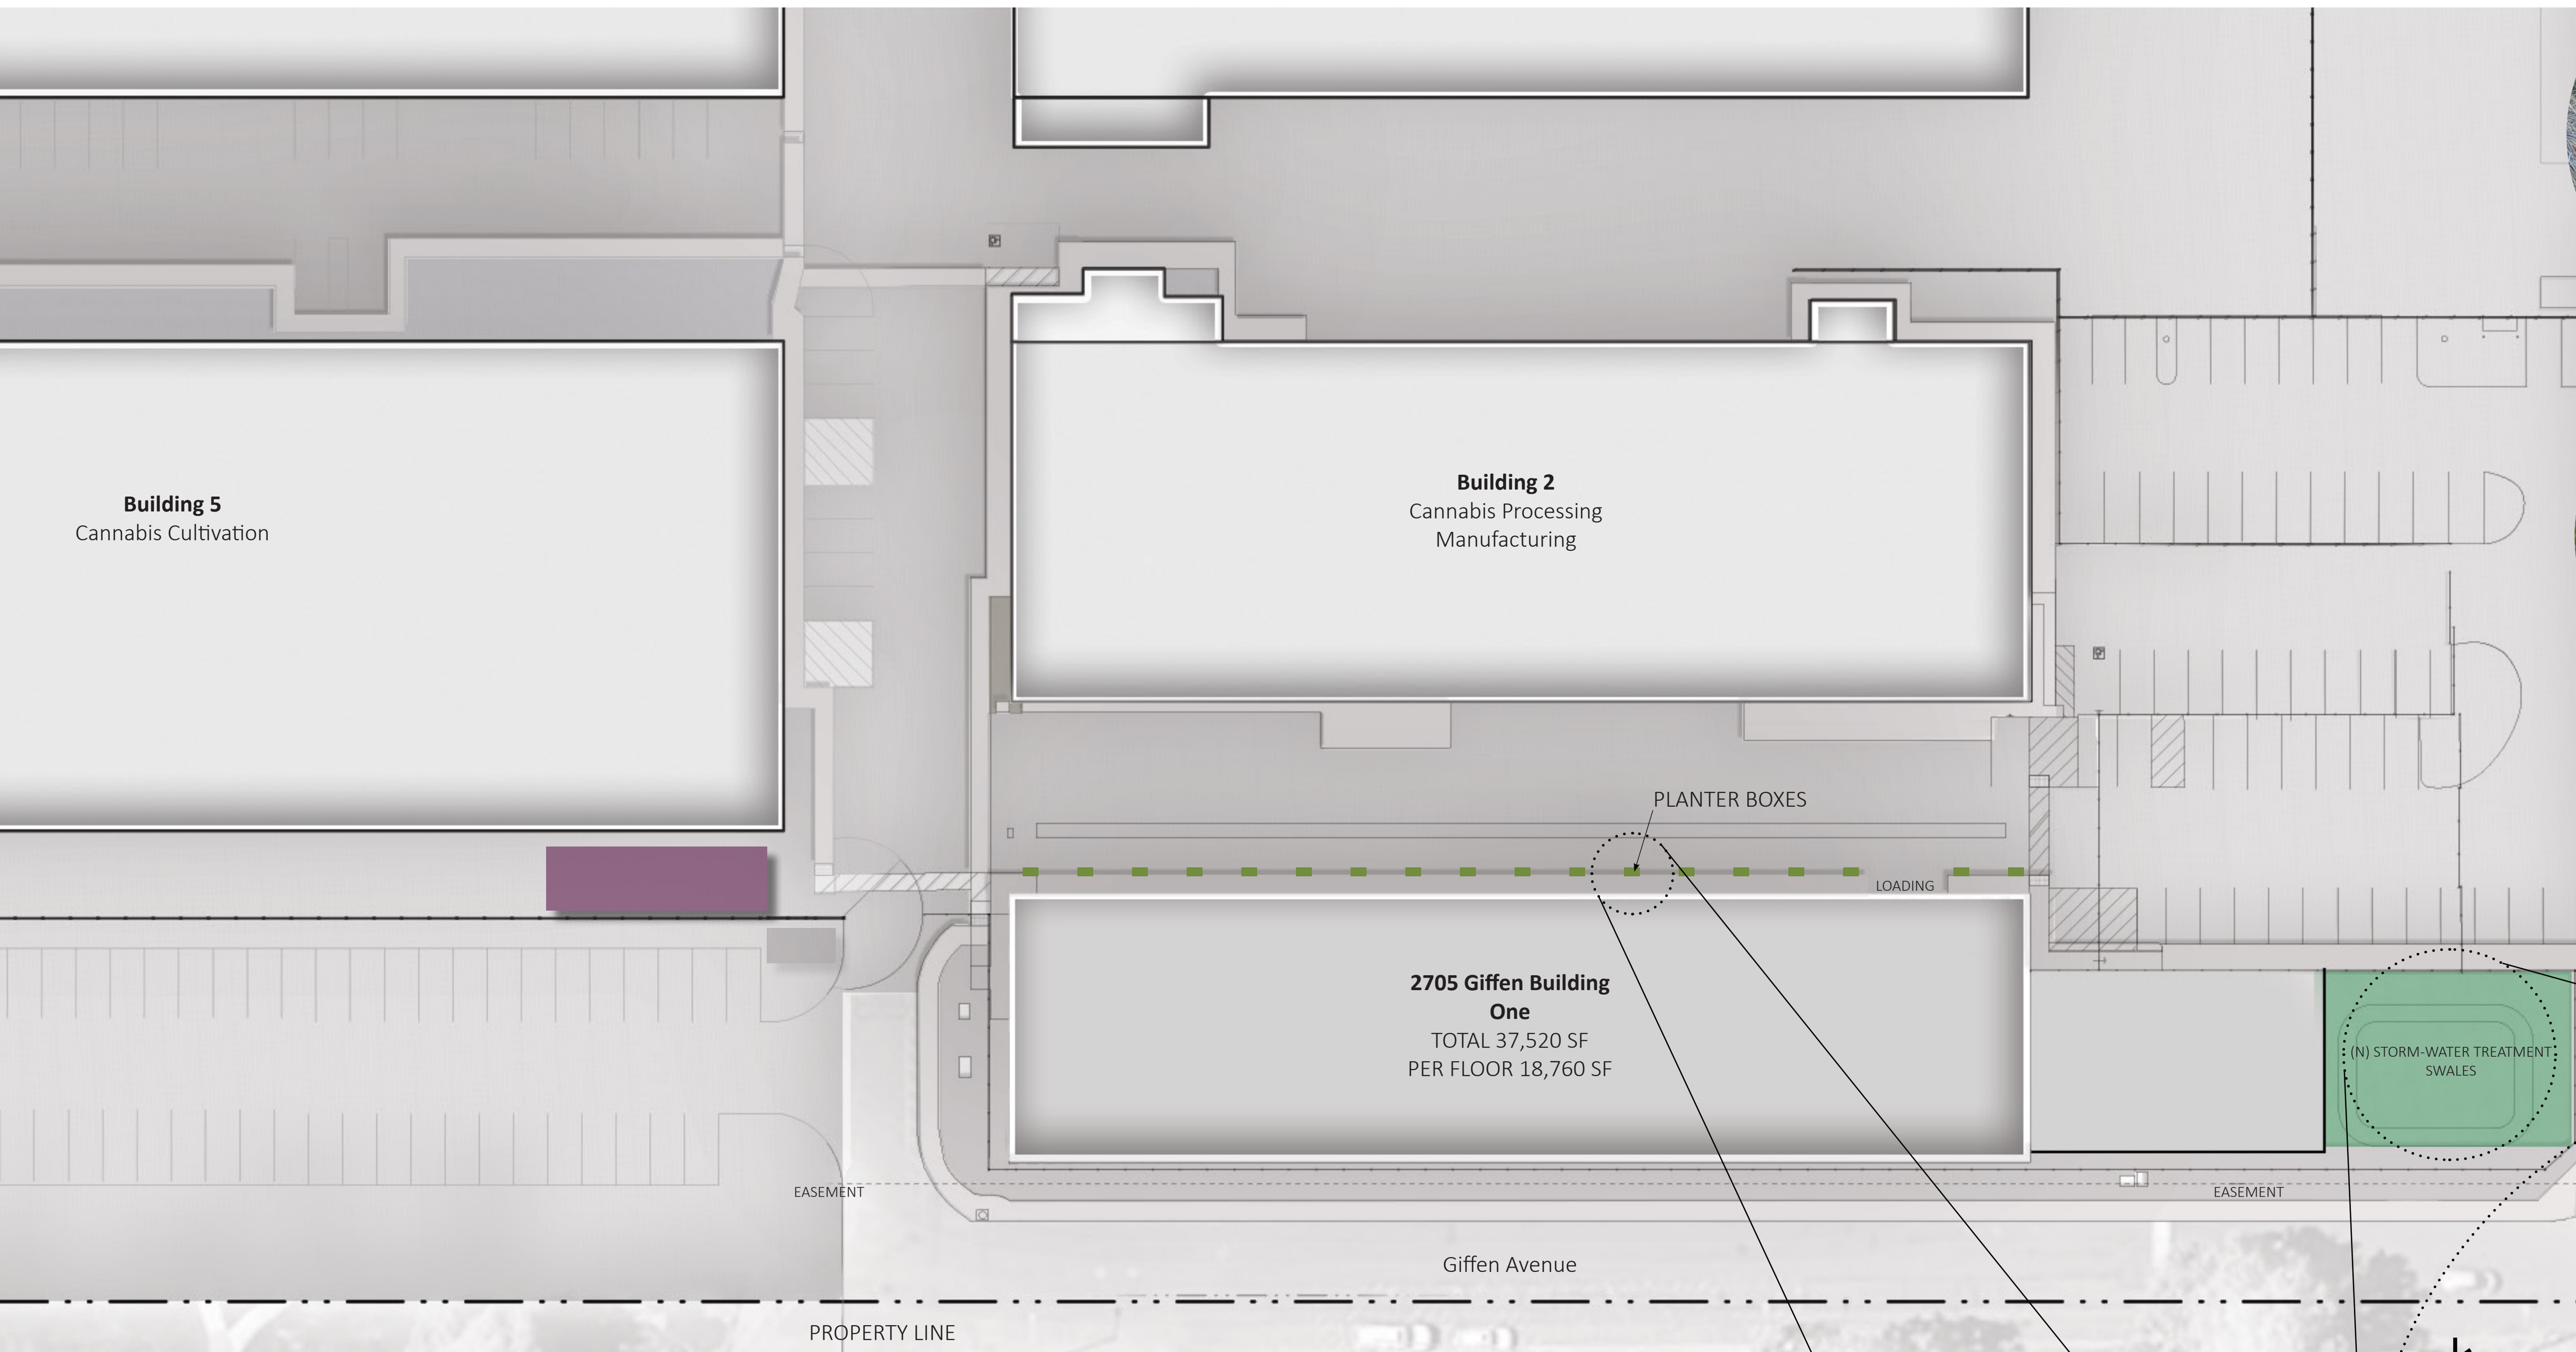 Building 5
Cannabis Cultivation
Building 2
Cannabis Processing
Manufacturing
PLANTER BOXES
LOADING
2705 Giffen Building
One
TOTAL 37,520 SF
PER FLOOR 18,760 SF
(N) STORM-WATER TREATMENT
SWALES
EASEMENT
EASEMENT
Giffen Avenue
PROPERTY LINE